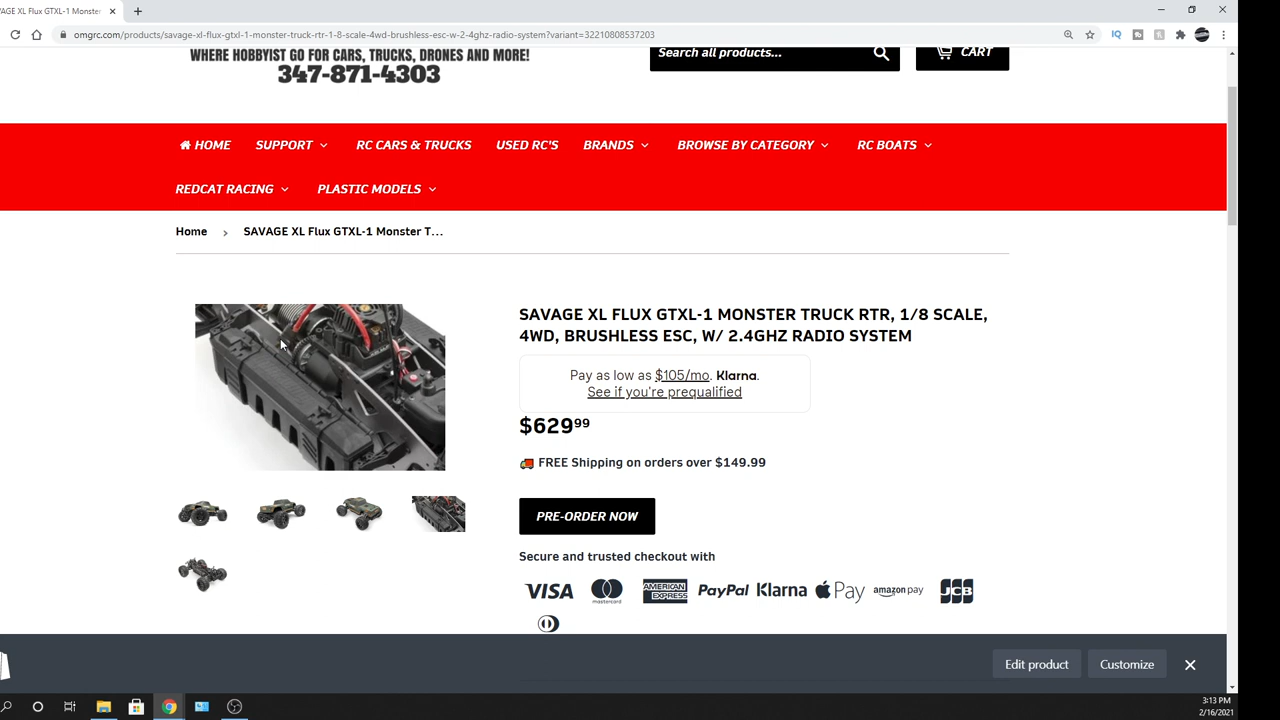 AGE XL Flux GTXL-1 Monster
omgrc.com/products/savage-xl-flux-gtxl-1-monster-truck-rtr-1-8-scale-4wd-brushless-esc-w-2-4ghz-radio-system?variant=32210808537203
IQ
WHERE HOBBYIST GO FOR CARS, TRUCKS, DRONES AND MORE!
347-871-4303
Search all products...
CART
HOME SUPPORT RC CARS & TRUCKS USED RC'S BRANDS BROWSE BY CATEGORY RC BOATS
REDCAT RACING PLASTIC MODELS
Home › SAVAGE XL Flux GTXL-1 Monster T...
SAVAGE XL FLUX GTXL-1 MONSTER TRUCK RTR, 1/8 SCALE,
4WD, BRUSHLESS ESC, W/ 2.4GHZ RADIO SYSTEM
Pay as low as $105/mo. Klarna.
See if you're prequalified
$629.99
FREE Shipping on orders over $149.99
PRE-ORDER NOW
Secure and trusted checkout with
VISA mastercard AMERICAN EXPRESS PayPal Klarna Pay amazon pay JCB
Edit product
Customize
3:13 PM
2/16/2021